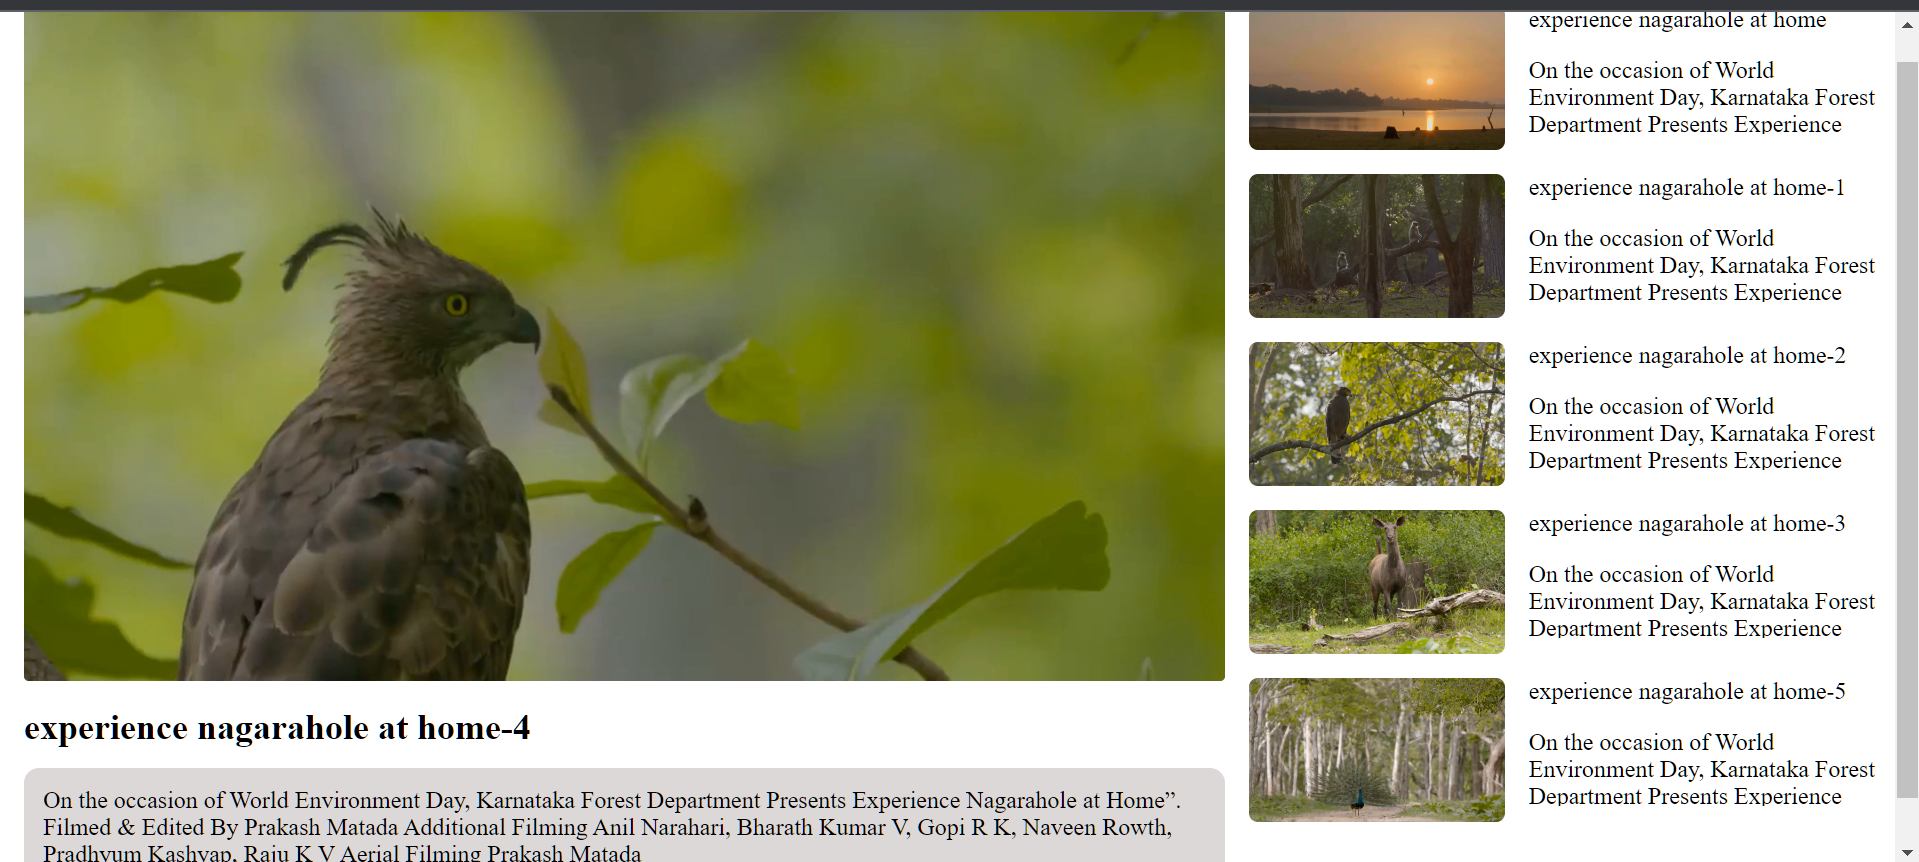 experience nagarahole at home-4
On the occasion of World Environment Day, Karnataka Forest Department Presents Experience Nagarahole at Home”.
Filmed & Edited By Prakash Matada Additional Filming Anil Narahari, Bharath Kumar V, Gopi R K, Naveen Rowth,
Pradhyum Kashyap, Raju K V Aerial Filming Prakash Matada
experience nagarahole at home
On the occasion of World
Environment Day, Karnataka Forest
Department Presents Experience
experience nagarahole at home-1
On the occasion of World
Environment Day, Karnataka Forest
Department Presents Experience
experience nagarahole at home-2
On the occasion of World
Environment Day, Karnataka Forest
Department Presents Experience
experience nagarahole at home-3
On the occasion of World
Environment Day, Karnataka Forest
Department Presents Experience
experience nagarahole at home-5
On the occasion of World
Environment Day, Karnataka Forest
Department Presents Experience